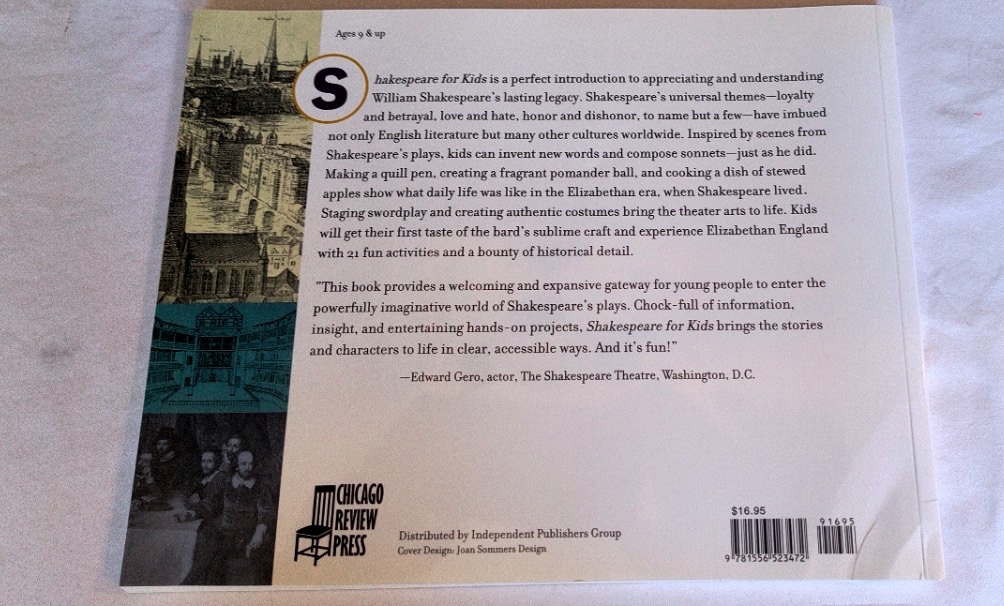 Ages 9 & up
Shakespeare for Kids is a perfect introduction to appreciating and understanding
William Shakespeare's lasting legacy. Shakespeare's universal themes—loyalty
and betrayal, love and hate, honor and dishonor, to name but a few—have imbued
not only English literature but many other cultures worldwide. Inspired by scenes from
Shakespeare's plays, kids can invent new words and compose sonnets—just as he did.
Making a quill pen, creating a fragrant pomander ball, and cooking a dish of stewed
apples show what daily life was like in the Elizabethan era, when Shakespeare lived.
Staging swordplay and creating authentic costumes bring the theater arts to life. Kids
will get their first taste of the bard's sublime craft and experience Elizabethan England
with 21 fun activities and a bounty of historical detail.
"This book provides a welcoming and expansive gateway for young people to enter the
powerfully imaginative world of Shakespeare's plays. Chock-full of information,
insight, and entertaining hands-on projects, Shakespeare for Kids brings the stories
and characters to life in clear, accessible ways. And it's fun!"
—Edward Gero, actor, The Shakespeare Theatre, Washington, D.C.
CHICAGO
REVIEW
PRESS
Distributed by Independent Publishers Group
Cover Design: Joan Sommers Design
$16.95
91695
9 781556 523472